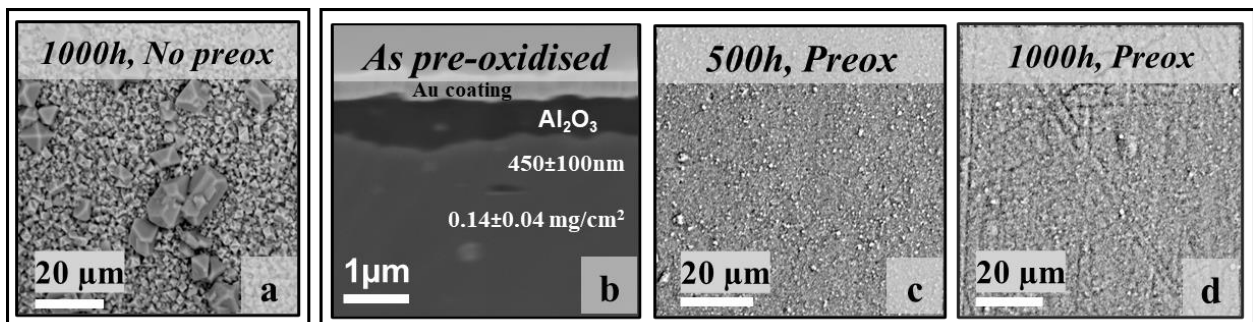 1000h, No preox
20 µm
a
As pre-oxidised
Au coating
Al₂O₃
450±100nm
0.14±0.04 mg/cm²
1µm
b
500h, Preox
20 µm
c
1000h, Preox
20 µm
d